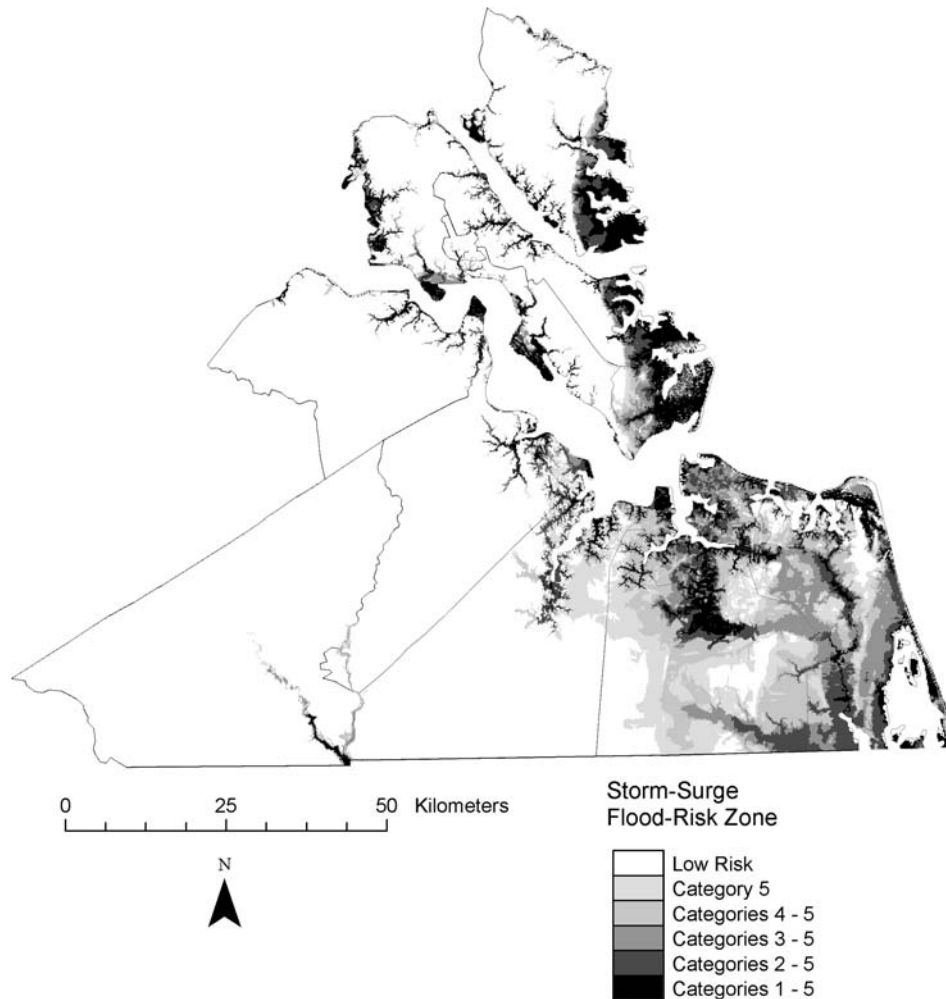 0 25 50 Kilometers
N
Storm-Surge
Flood-Risk Zone
Low Risk
Category 5
Categories 4 - 5
Categories 3 - 5
Categories 2 - 5
Categories 1 - 5